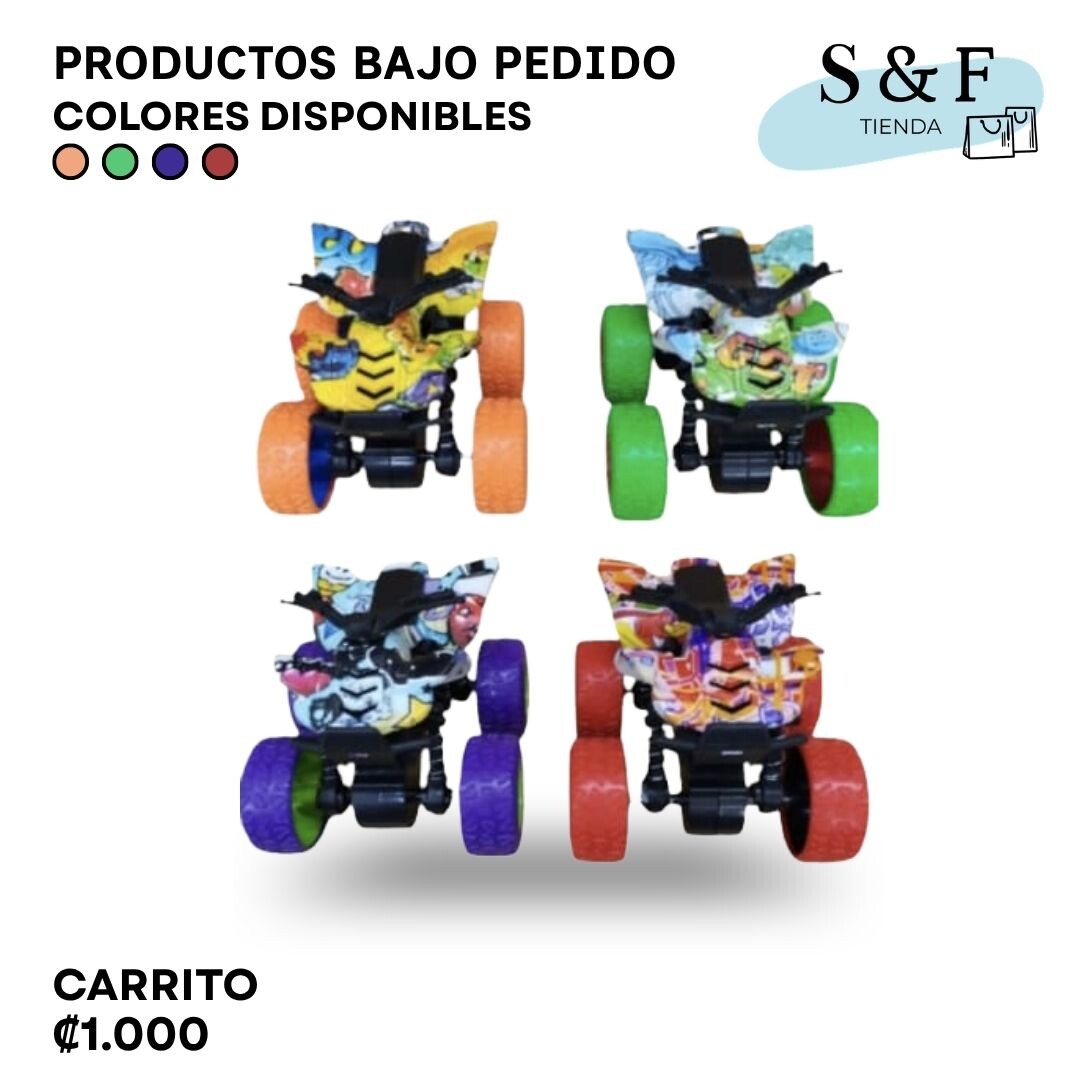 PRODUCTOS BAJO PEDIDO
COLORES DISPONIBLES
S & F
TIENDA
CARRITO
₡1.000